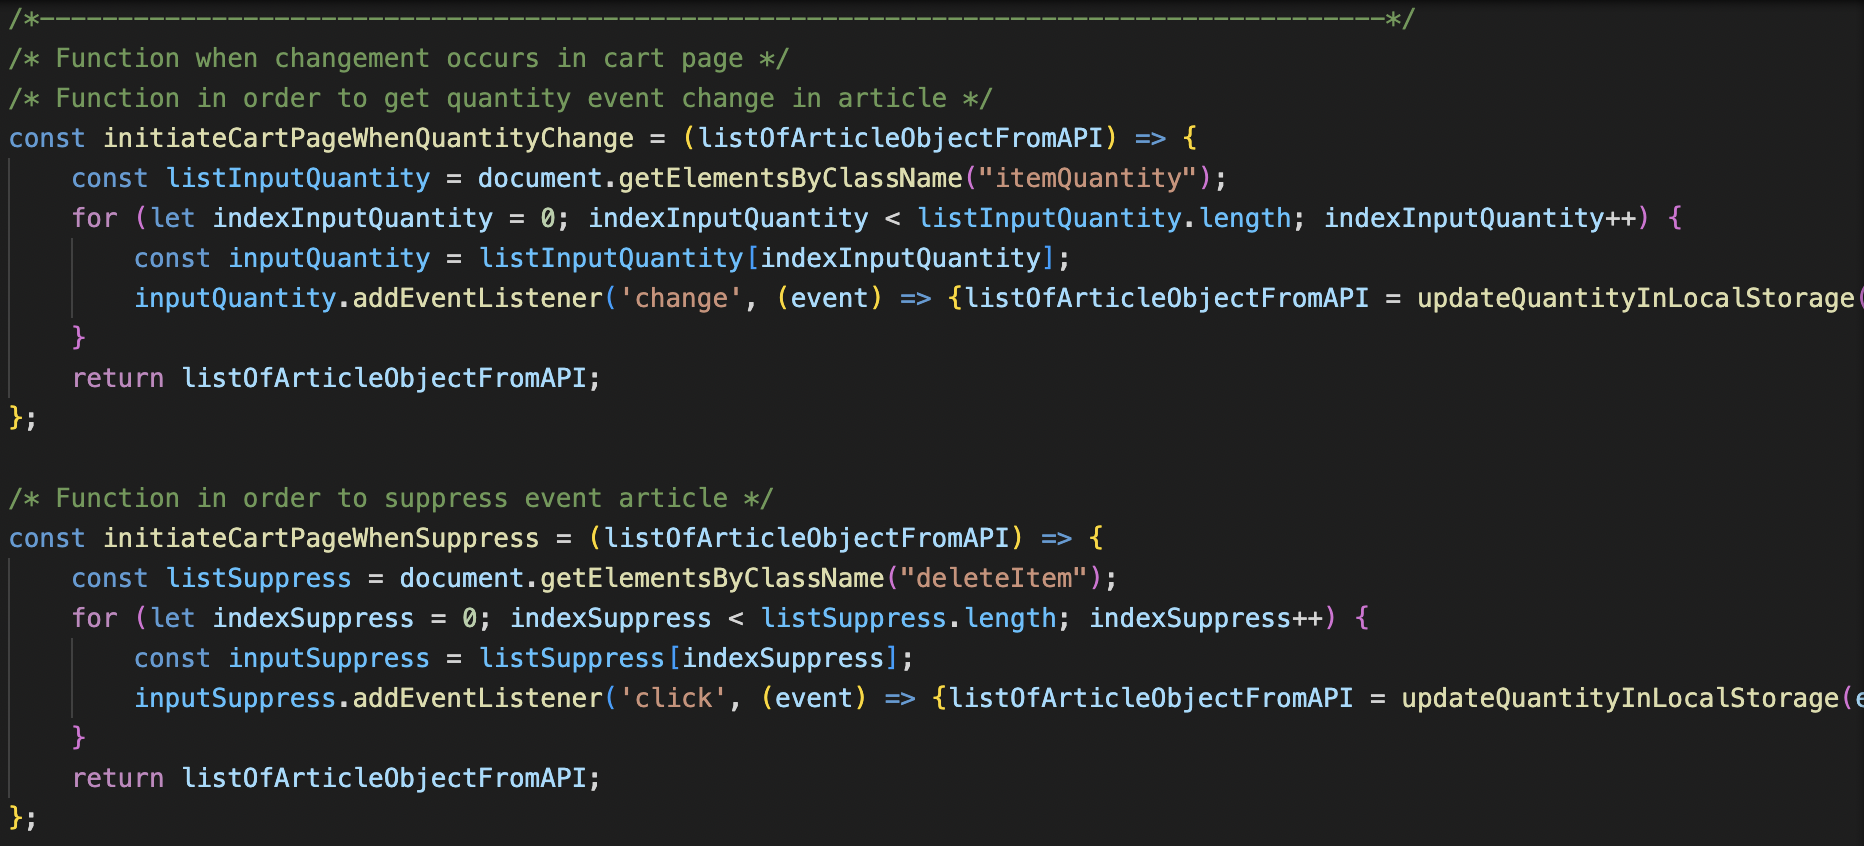 /*--------------------------------------------------------------------------------------*/
/* Function when changement occurs in cart page */
/* Function in order to get quantity event change in article */
const initiateCartPageWhenQuantityChange = (listOfArticleObjectFromAPI) => {
    const listInputQuantity = document.getElementsByClassName("itemQuantity");
    for (let indexInputQuantity = 0; indexInputQuantity < listInputQuantity.length; indexInputQuantity++) {
        const inputQuantity = listInputQuantity[indexInputQuantity];
        inputQuantity.addEventListener('change', (event) => {listOfArticleObjectFromAPI = updateQuantityInLocalStorage(
    }
    return listOfArticleObjectFromAPI;
};
/* Function in order to suppress event article */
const initiateCartPageWhenSuppress = (listOfArticleObjectFromAPI) => {
    const listSuppress = document.getElementsByClassName("deleteItem");
    for (let indexSuppress = 0; indexSuppress < listSuppress.length; indexSuppress++) {
        const inputSuppress = listSuppress[indexSuppress];
        inputSuppress.addEventListener('click', (event) => {listOfArticleObjectFromAPI = updateQuantityInLocalStorage(e
    }
    return listOfArticleObjectFromAPI;
};